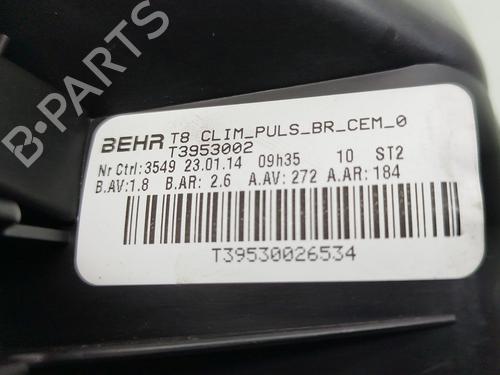 BEHR T8 CLIM_PULS_BR_CEM_0
T3953002
Nr Ctrl:3549 23.01.14 09h35 10 ST2
B.AV:1.8 B.AR: 2.6 A.AV: 272 A.AR: 184
T39530026534